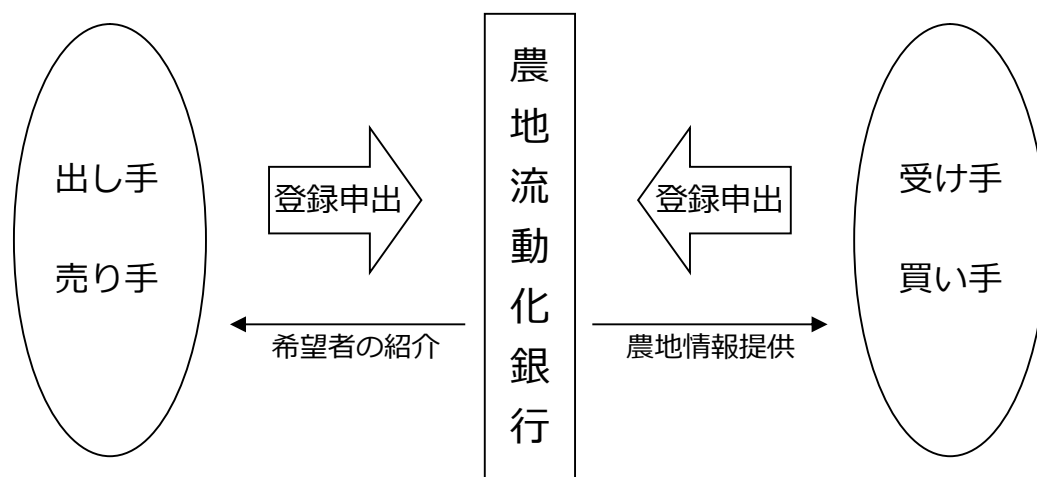 出し手
売り手
登録申出
希望者の紹介
農地流動化銀行
登録申出
農地情報提供
受け手
買い手